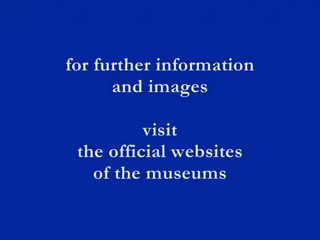 for further information
and images
visit
the official websites
of the museums